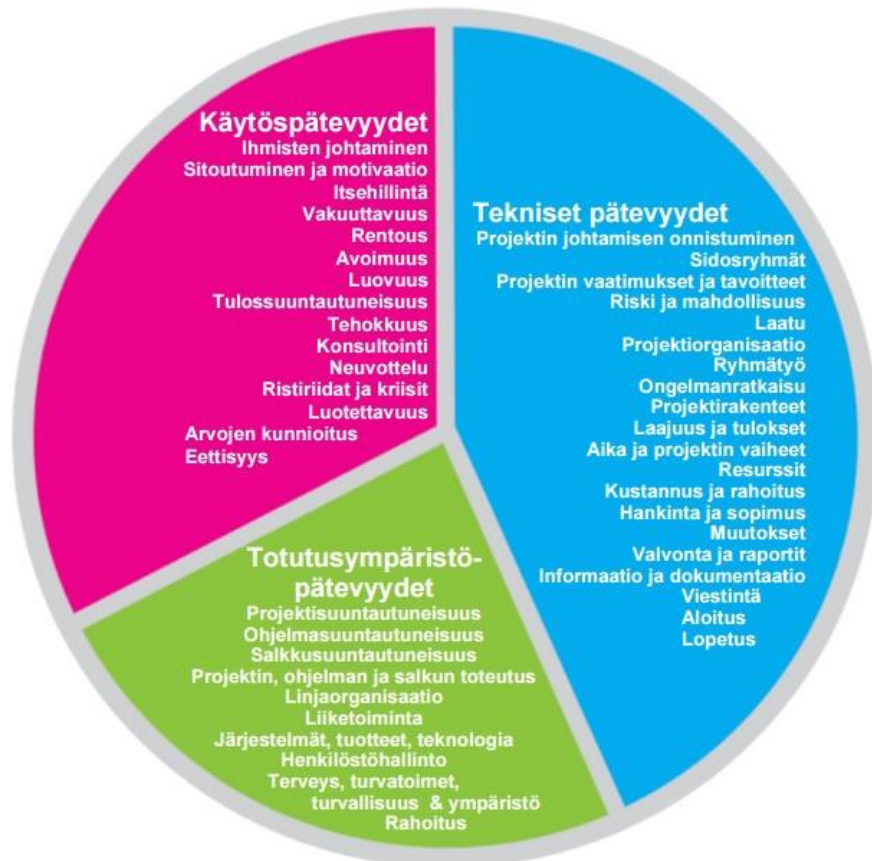 Käytöspätevyydet
Ihmisten johtaminen
Sitoutuminen ja motivaatio
Itsehillintä
Vakuuttavuus
Rentous
Avoimuus
Luovuus
Tulossuuntautuneisuus
Tehokkuus
Konsultointi
Neuvottelu
Ristiriidat ja kriisit
Luotettavuus
Arvojen kunnioitus
Eettisyys
Tekniset pätevyydet
Projektin johtamisen onnistuminen
Sidosryhmät
Projektin vaatimukset ja tavoitteet
Riski ja mahdollisuus
Laatu
Projektiorganisaatio
Ryhmätyö
Ongelmanratkaisu
Projektirakenteet
Laajuus ja tulokset
Aika ja projektin vaiheet
Resurssit
Kustannus ja rahoitus
Hankinta ja sopimus
Muutokset
Valvonta ja raportit
Informaatio ja dokumentaatio
Viestintä
Aloitus
Lopetus
Totutusympäristö-
pätevyydet
Projektisuuntautuneisuus
Ohjelmasuuntautuneisuus
Salkkusuuntautuneisuus
Projektin, ohjelman ja salkun toteutus
Linjaorganisaatio
Liiketoiminta
Järjestelmät, tuotteet, teknologia
Henkilöstöhallinto
Terveys, turvatoimet,
turvallisuus & ympäristö
Rahoitus